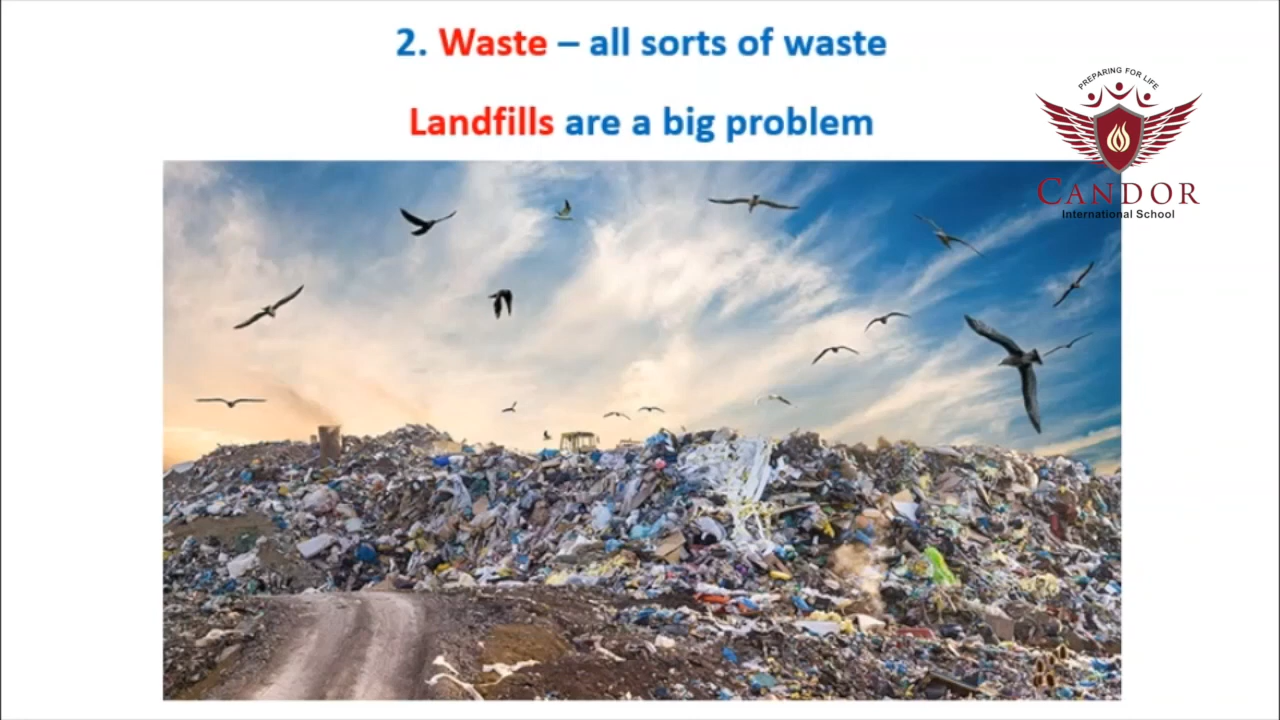 2. Waste – all sorts of waste
Landfills are a big problem
PREPARING FOR LIFE
CANDOR
International School